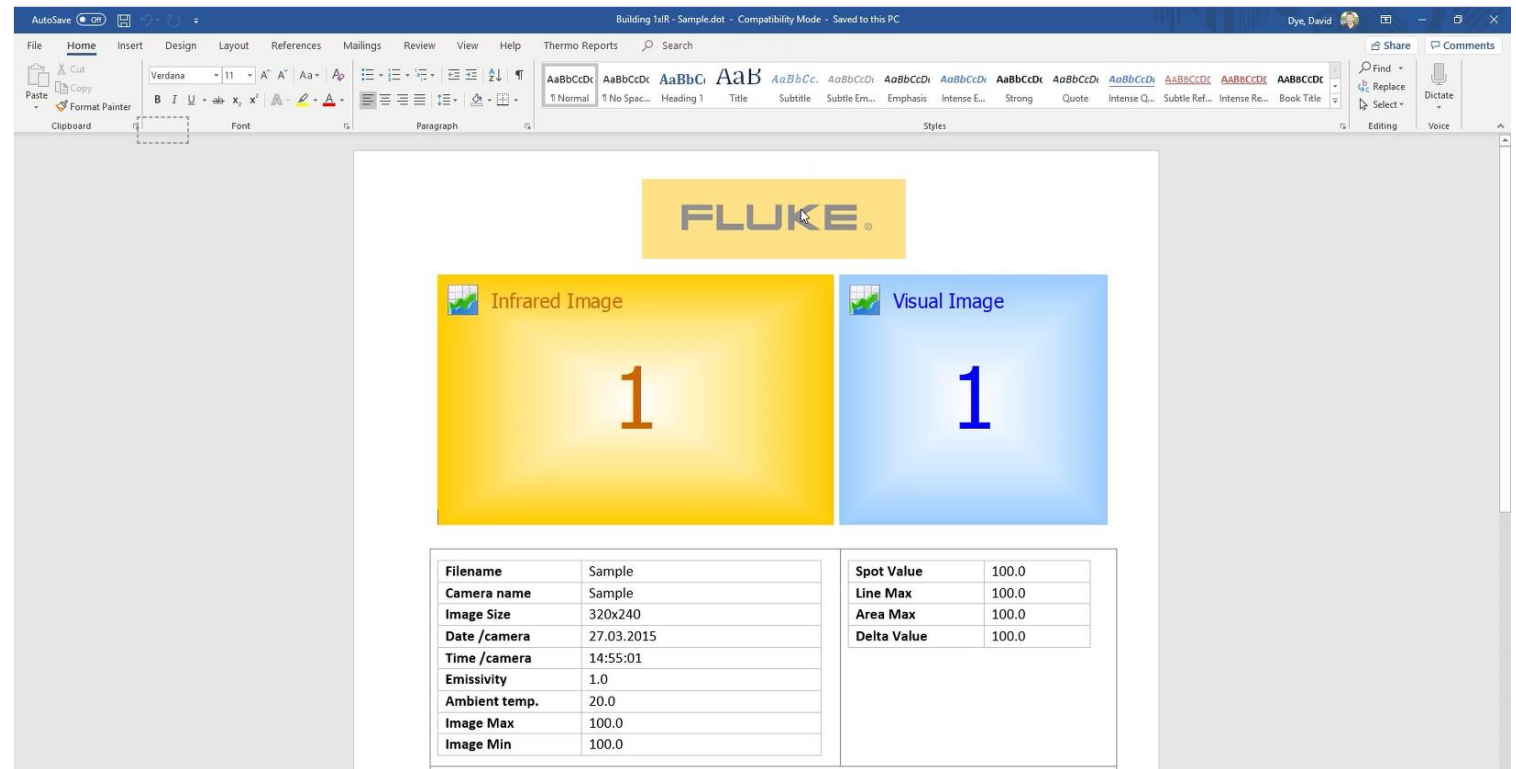 AutoSave Off Building 1xIR - Sample.dot - Compatibility Mode - Saved to this PC Dye, David
File Home Insert Design Layout References Mailings Review View Help Thermo Reports Search Share Comments
Paste
Cut
Copy
Format Painter
Clipboard
Verdana 11 A A Aa A
B I U ab x₂ x² A A
Font
Paragraph
AaBbCcDc AaBbCcDc AaBbC AaB AaBbCc. AaBbCcDc AaBbCcDc AaBbCcDc AaBbCcDc AaBbCcDc AaBbCcDc AABBCCDC AABBCCDC AABBCCDC
¶ Normal ¶ No Spac... Heading 1 Title Subtitle Subtle Em... Emphasis Intense E... Strong Quote Intense Q... Subtle Ref... Intense Re... Book Title
Styles
Find
Replace
Select
Editing
Dictate
Voice
FLUKE®
Infrared Image
1
Visual Image
1
Filename Sample
Camera name Sample
Image Size 320x240
Date /camera 27.03.2015
Time /camera 14:55:01
Emissivity 1.0
Ambient temp. 20.0
Image Max 100.0
Image Min 100.0
Spot Value 100.0
Line Max 100.0
Area Max 100.0
Delta Value 100.0